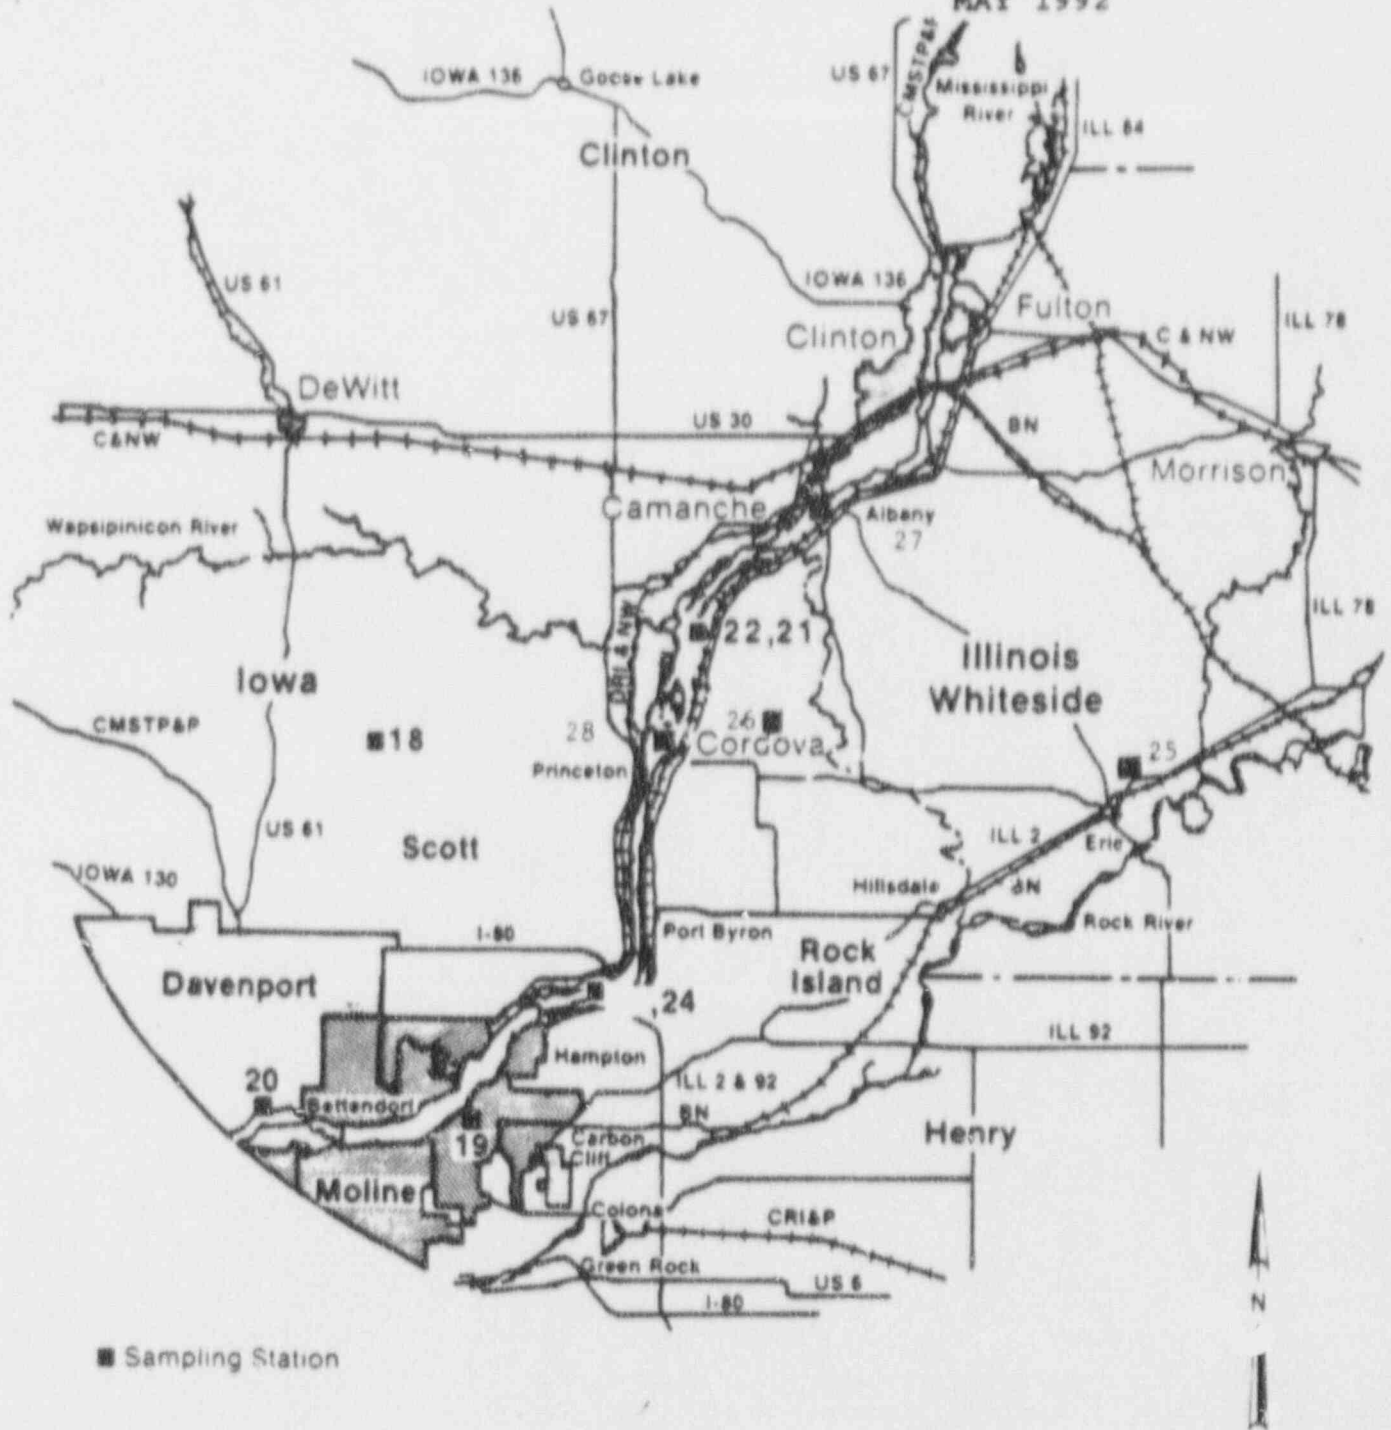 MAY 1992
IOWA 136
Goose Lake
US 67
CMSTP&P
Mississippi
River
ILL 84
Clinton
US 61
IOWA 136
US 67
Fulton
Clinton
C & NW
ILL 78
DeWitt
US 30
BN
C&NW
Morrison
Camanche
Albany
Wapsipinicon River
27
ILL 78
DRI & NW
22,21
Illinois
Whiteside
Iowa
CMSTP&P
18
28
26
Cordova
25
Princeton
US 61
Scott
ILL 2
Erie
IOWA 130
Hillsdale
BN
I-80
Port Byron
Rock River
Rock
Island
Davenport
,24
ILL 92
Hampton
20
ILL 2 & 92
Bettendorf
BN
19
Carbon
Cliff
Henry
Moline
Colona
CRI&P
Green Rock
US 6
I-80
N
Sampling Station